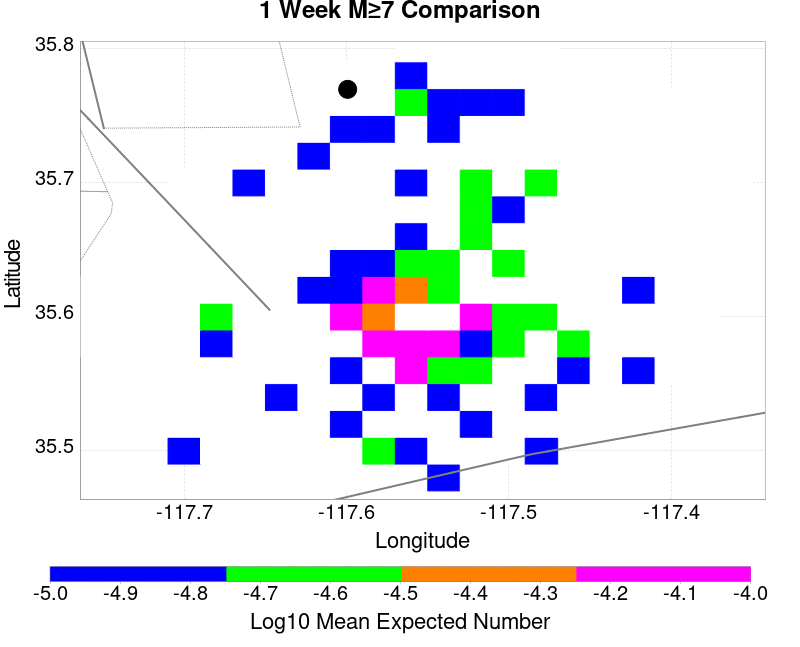 1 Week M≥7 Comparison
35.8
35.7
35.6
35.5
Latitude
-117.7 -117.6 -117.5 -117.4
Longitude
-5.0 -4.9 -4.8 -4.7 -4.6 -4.5 -4.4 -4.3 -4.2 -4.1 -4.0
Log10 Mean Expected Number